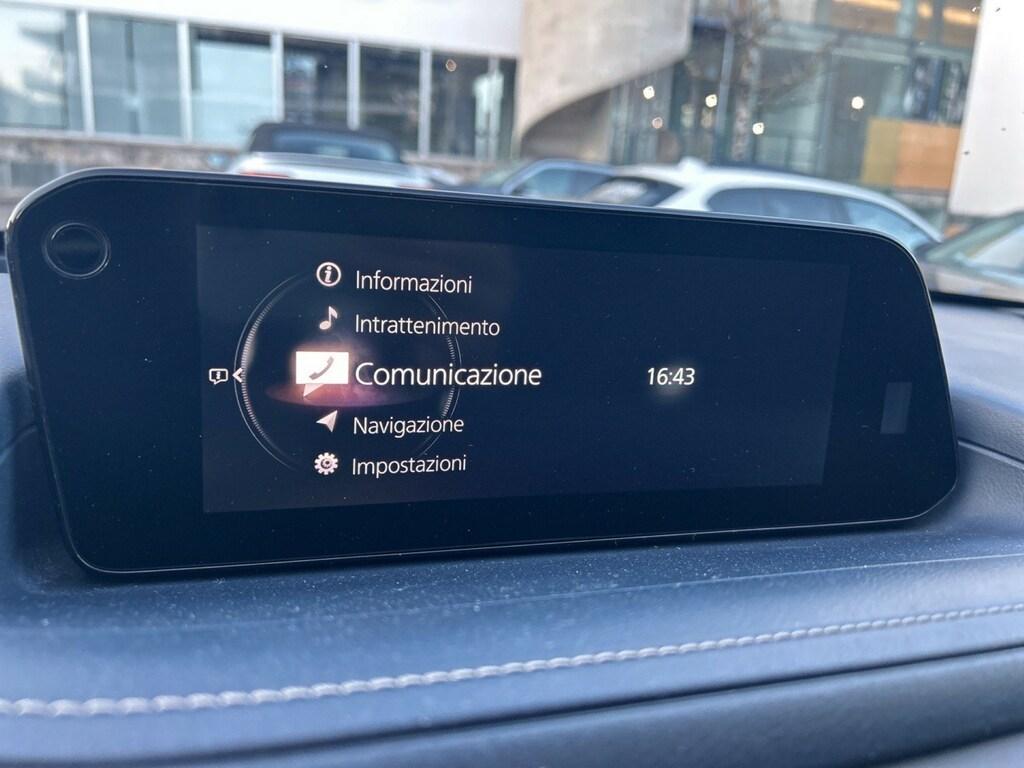 Informazioni
Intrattenimento
Comunicazione
16:43
Navigazione
Impostazioni